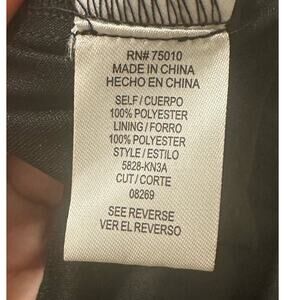 RN# 75010
MADE IN CHINA
HECHO EN CHINA
SELF / CUERPO
100% POLYESTER
LINING / FORRO
100% POLYESTER
STYLE / ESTILO
5828-KN3A
CUT / CORTE
08269
SEE REVERSE
VER EL REVERSO